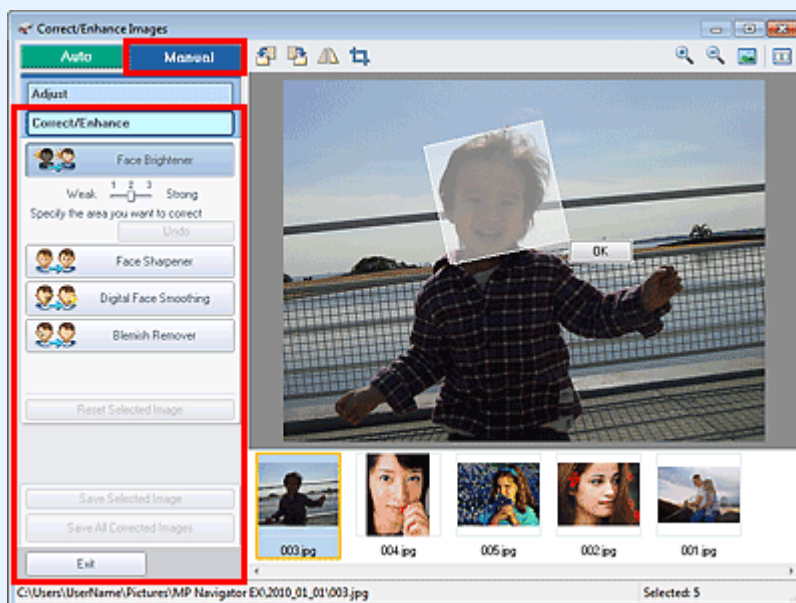 Correct/Enhance Images
Auto Manual
Adjust
Correct/Enhance
Face Brightener
1 2 3
Weak Strong
Specify the area you want to correct
Undo
OK
Face Sharpener
Digital Face Smoothing
Blemish Remover
Reset Selected Image
Save Selected Image
Save All Corrected Images
Exit
003.jpg 004.jpg 005.jpg 002.jpg 001.jpg
C:\Users\UserName\Pictures\MP Navigator EX\2010_01_01\003.jpg Selected: 5